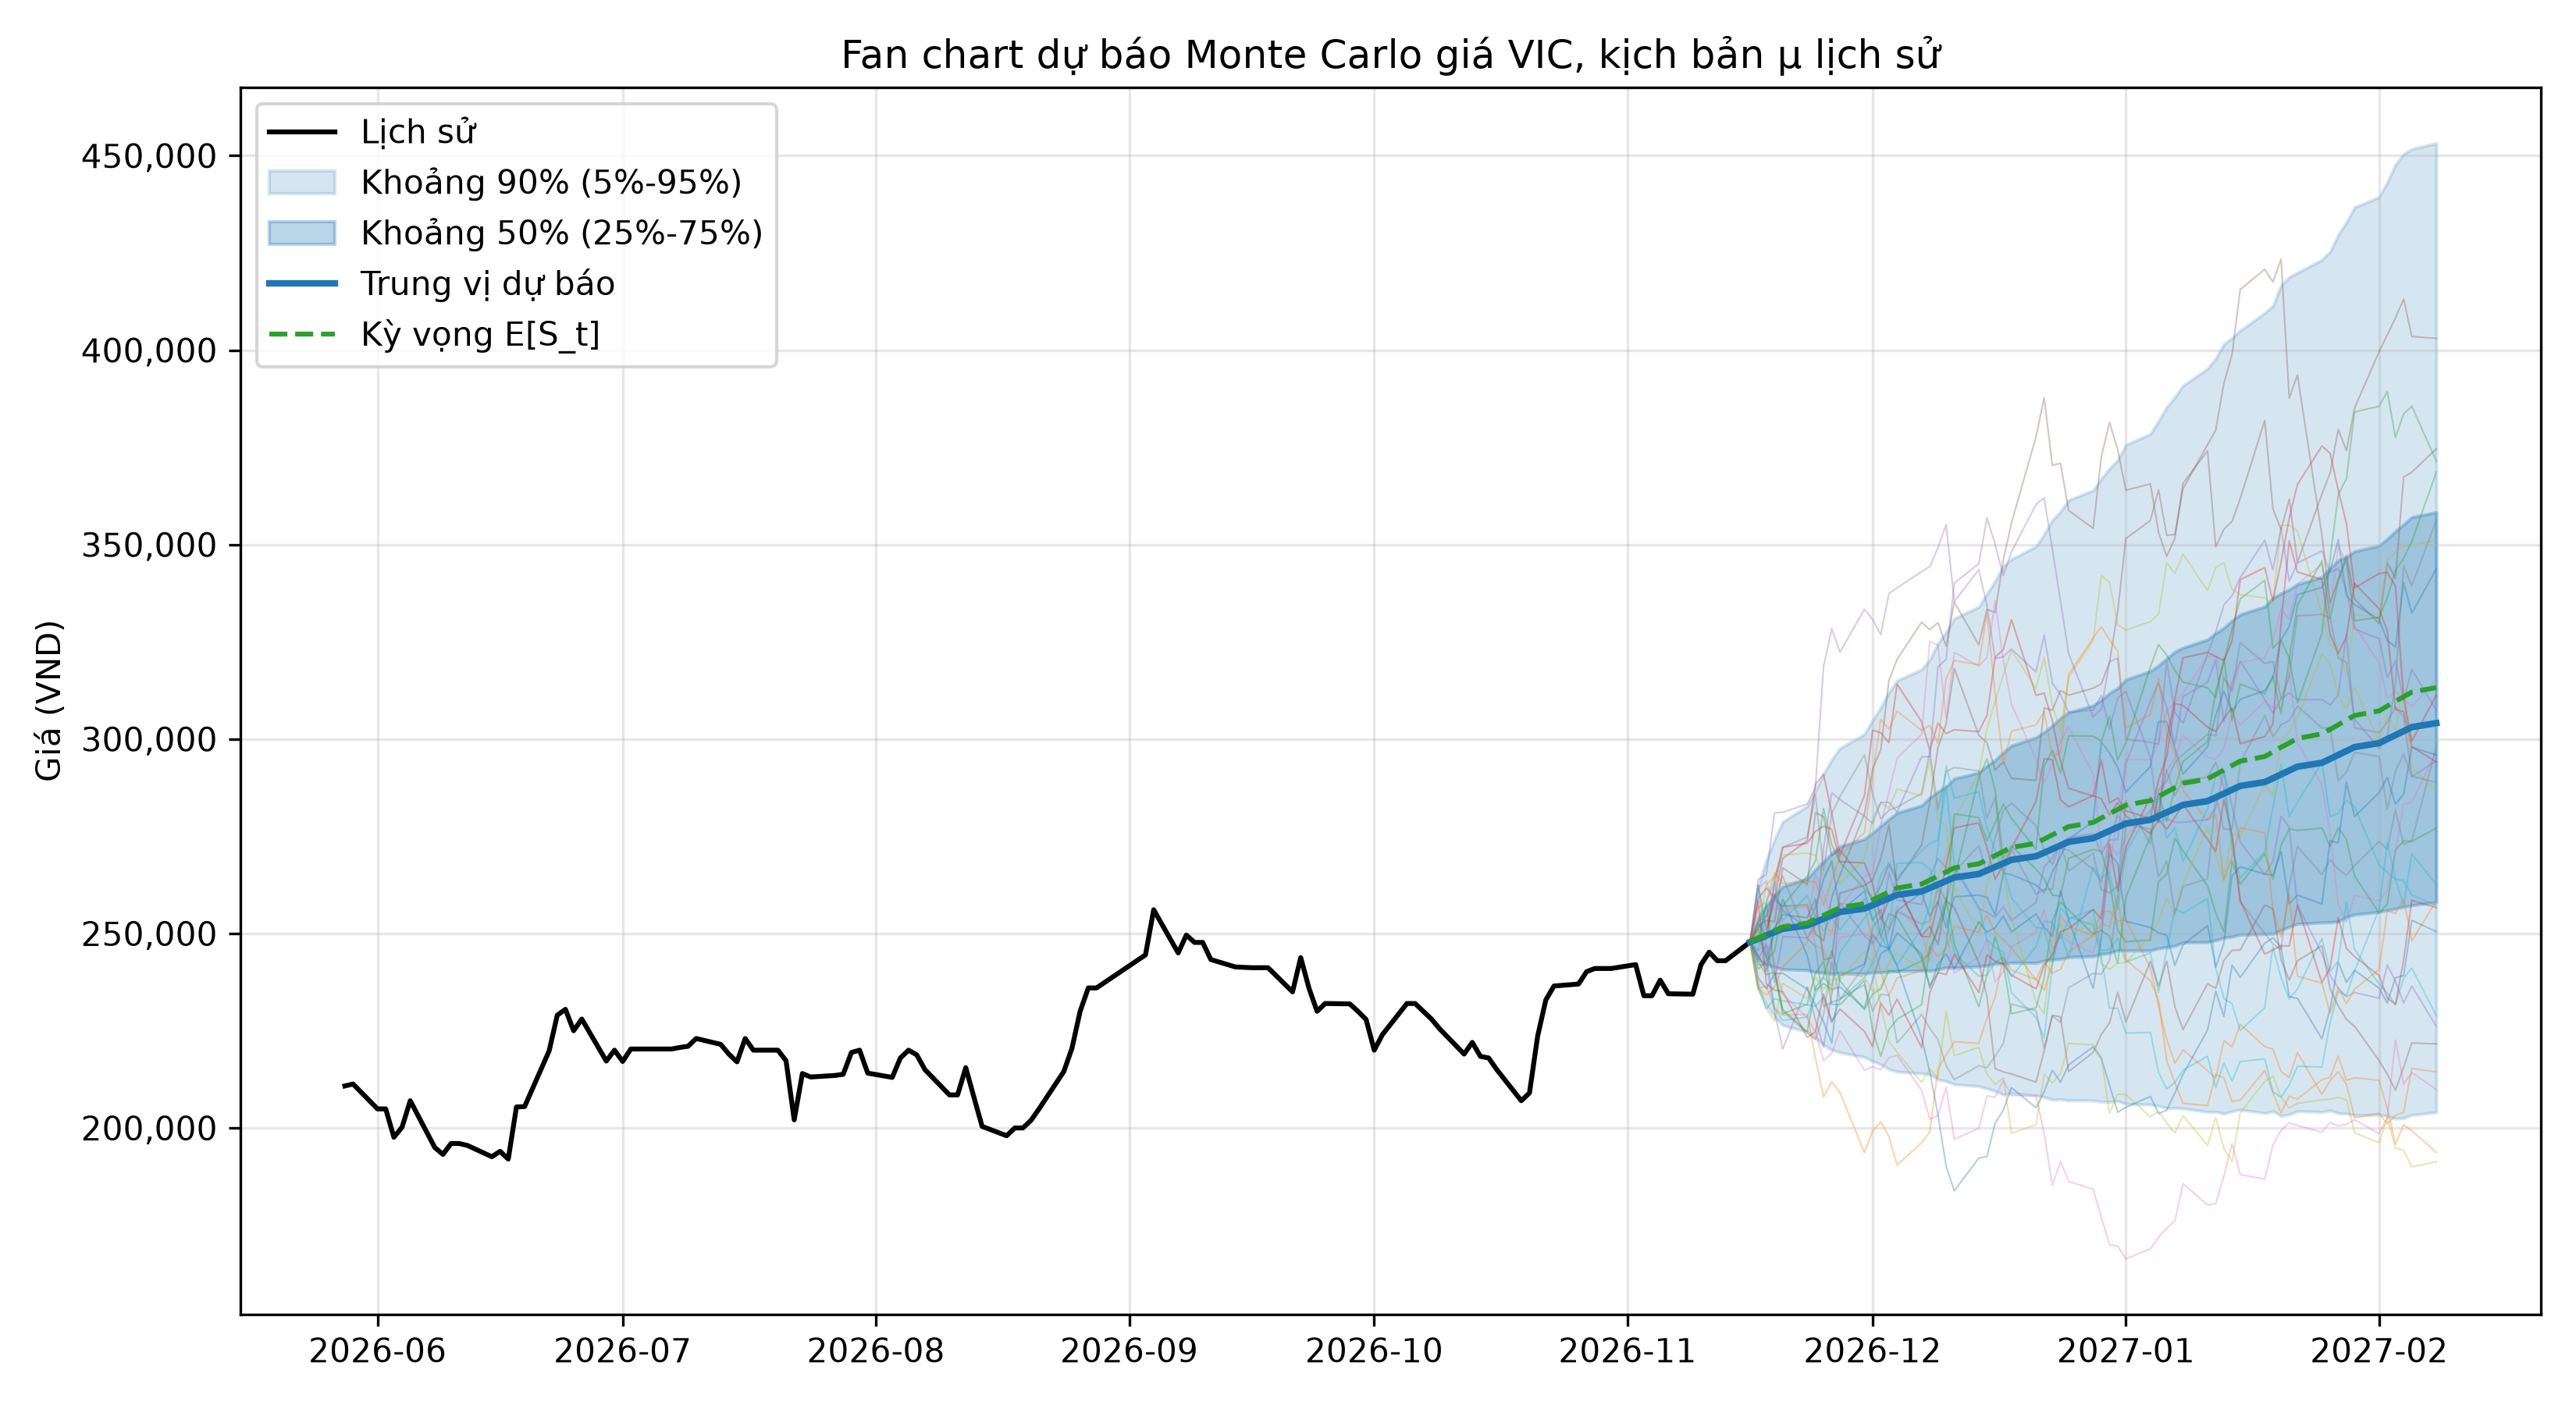 Fan chart dự báo Monte Carlo giá VIC, kịch bản μ lịch sử
Lịch sử
Khoảng 90% (5%-95%)
Khoảng 50% (25%-75%)
Trung vị dự báo
Kỳ vọng E[S_t]
Giá (VND)
450,000
400,000
350,000
300,000
250,000
200,000
2026-06
2026-07
2026-08
2026-09
2026-10
2026-11
2026-12
2027-01
2027-02